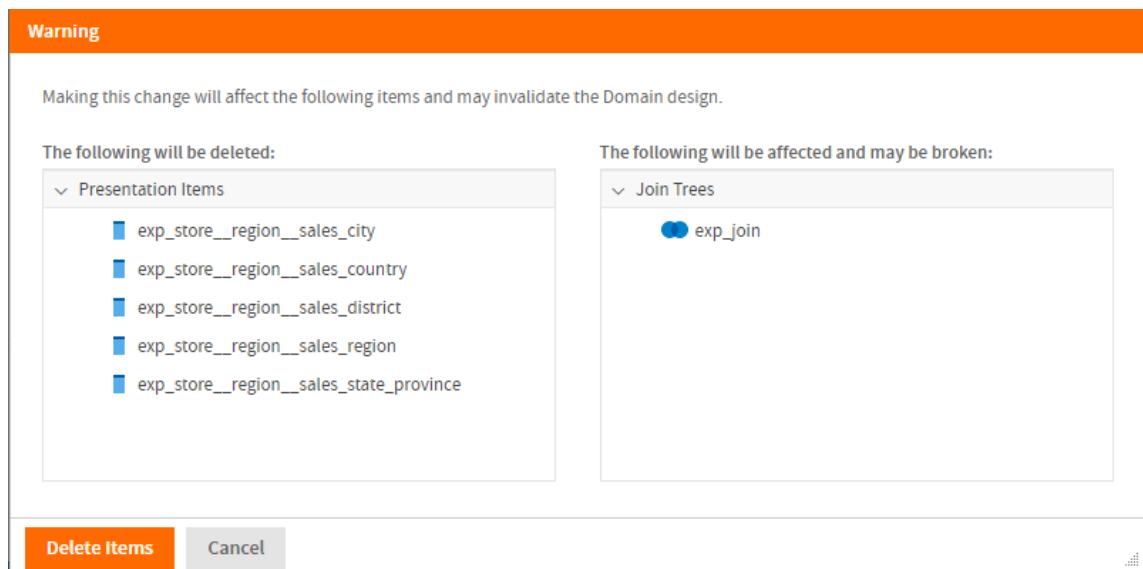 Warning
Making this change will affect the following items and may invalidate the Domain design.
The following will be deleted:
Presentation Items
exp_store__region__sales_city
exp_store__region__sales_country
exp_store__region__sales_district
exp_store__region__sales_region
exp_store__region__sales_state_province
The following will be affected and may be broken:
Join Trees
exp_join
Delete Items
Cancel